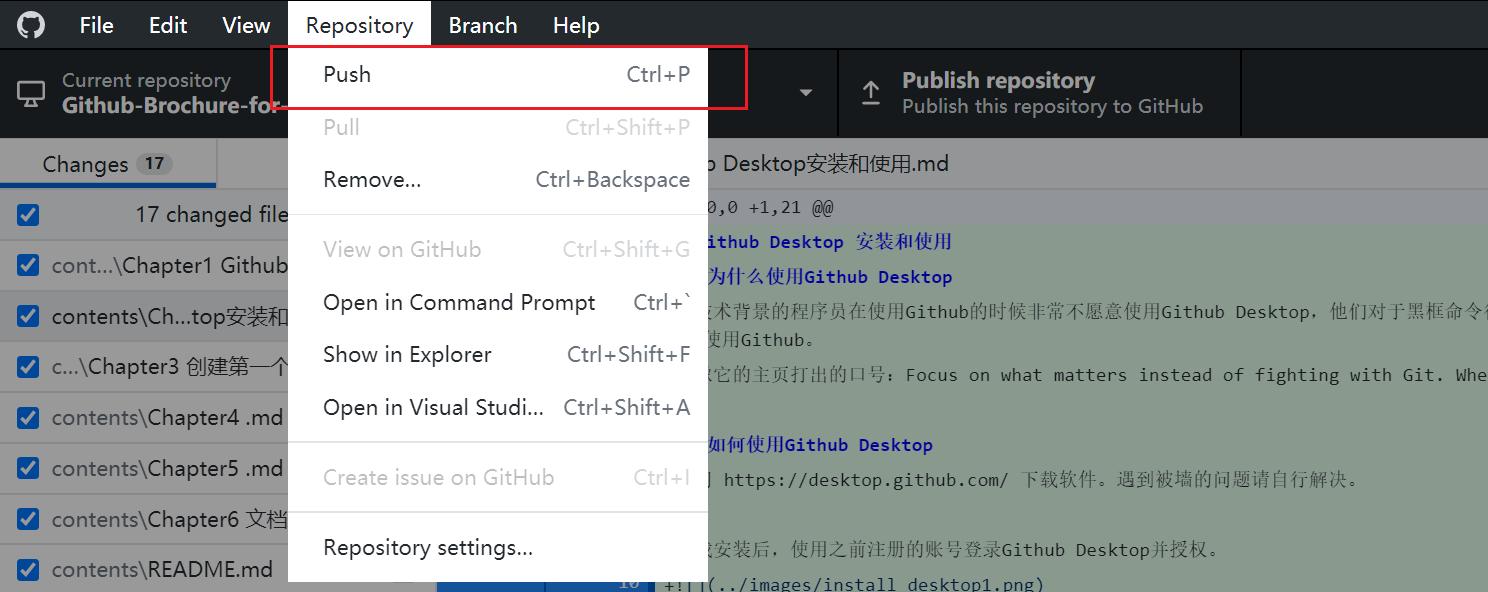 File Edit View Repository Branch Help
Current repository
Github-Brochure-for-
Publish repository
Publish this repository to GitHub
Push Ctrl+P
Pull Ctrl+Shift+P
Remove... Ctrl+Backspace
View on GitHub Ctrl+Shift+G
Open in Command Prompt Ctrl+`
Show in Explorer Ctrl+Shift+F
Open in Visual Studi... Ctrl+Shift+A
Create issue on GitHub Ctrl+I
Repository settings...
Changes 17
17 changed file
cont...\Chapter1 Github
contents\Ch...top安装和
c...\Chapter3 创建第一个
contents\Chapter4 .md
contents\Chapter5 .md
contents\Chapter6 文档
contents\README.md
Desktop安装和使用.md
0,0 +1,21 @@
ithub Desktop 安装和使用
为什么使用Github Desktop
技术背景的程序员在使用Github的时候非常不愿意使用Github Desktop，他们对于黑框命令
使用Github。
它的主页打出的口号：Focus on what matters instead of fighting with Git. Whe
如何使用Github Desktop
https://desktop.github.com/ 下载软件。遇到被墙的问题请自行解决。
安装后，使用之前注册的账号登录Github Desktop并授权。
10 +![](../images/install_desktop1.png)